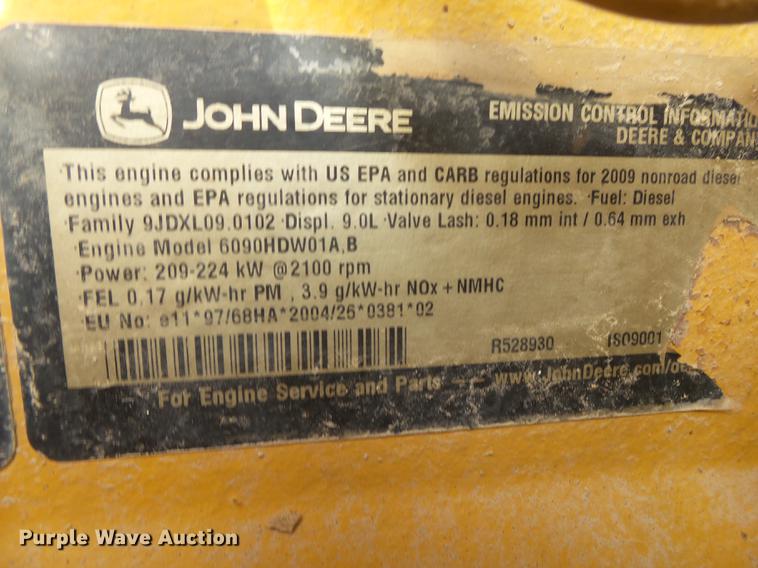 JOHN DEERE
EMISSION CONTROL INFORMATIO
DEERE & COMPAN
·This engine complies with US EPA and CARB regulations for 2009 nonroad diesel
engines and EPA regulations for stationary diesel engines. ·Fuel: Diesel
·Family 9JDXL09.0102 ·Displ. 9.0L ·Valve Lash: 0.18 mm int / 0.64 mm exh
·Engine Model 6090HDW01A,B
·Power: 209-224 kW @2100 rpm
·FEL 0.17 g/kW-hr PM , 3.9 g/kW-hr NOx + NMHC
·EU No: e11*97/68HA*2004/26*0381*02
R528930 ISO9001
For Engine Service and Parts — www.JohnDeere.com/de
Purple Wave Auction®